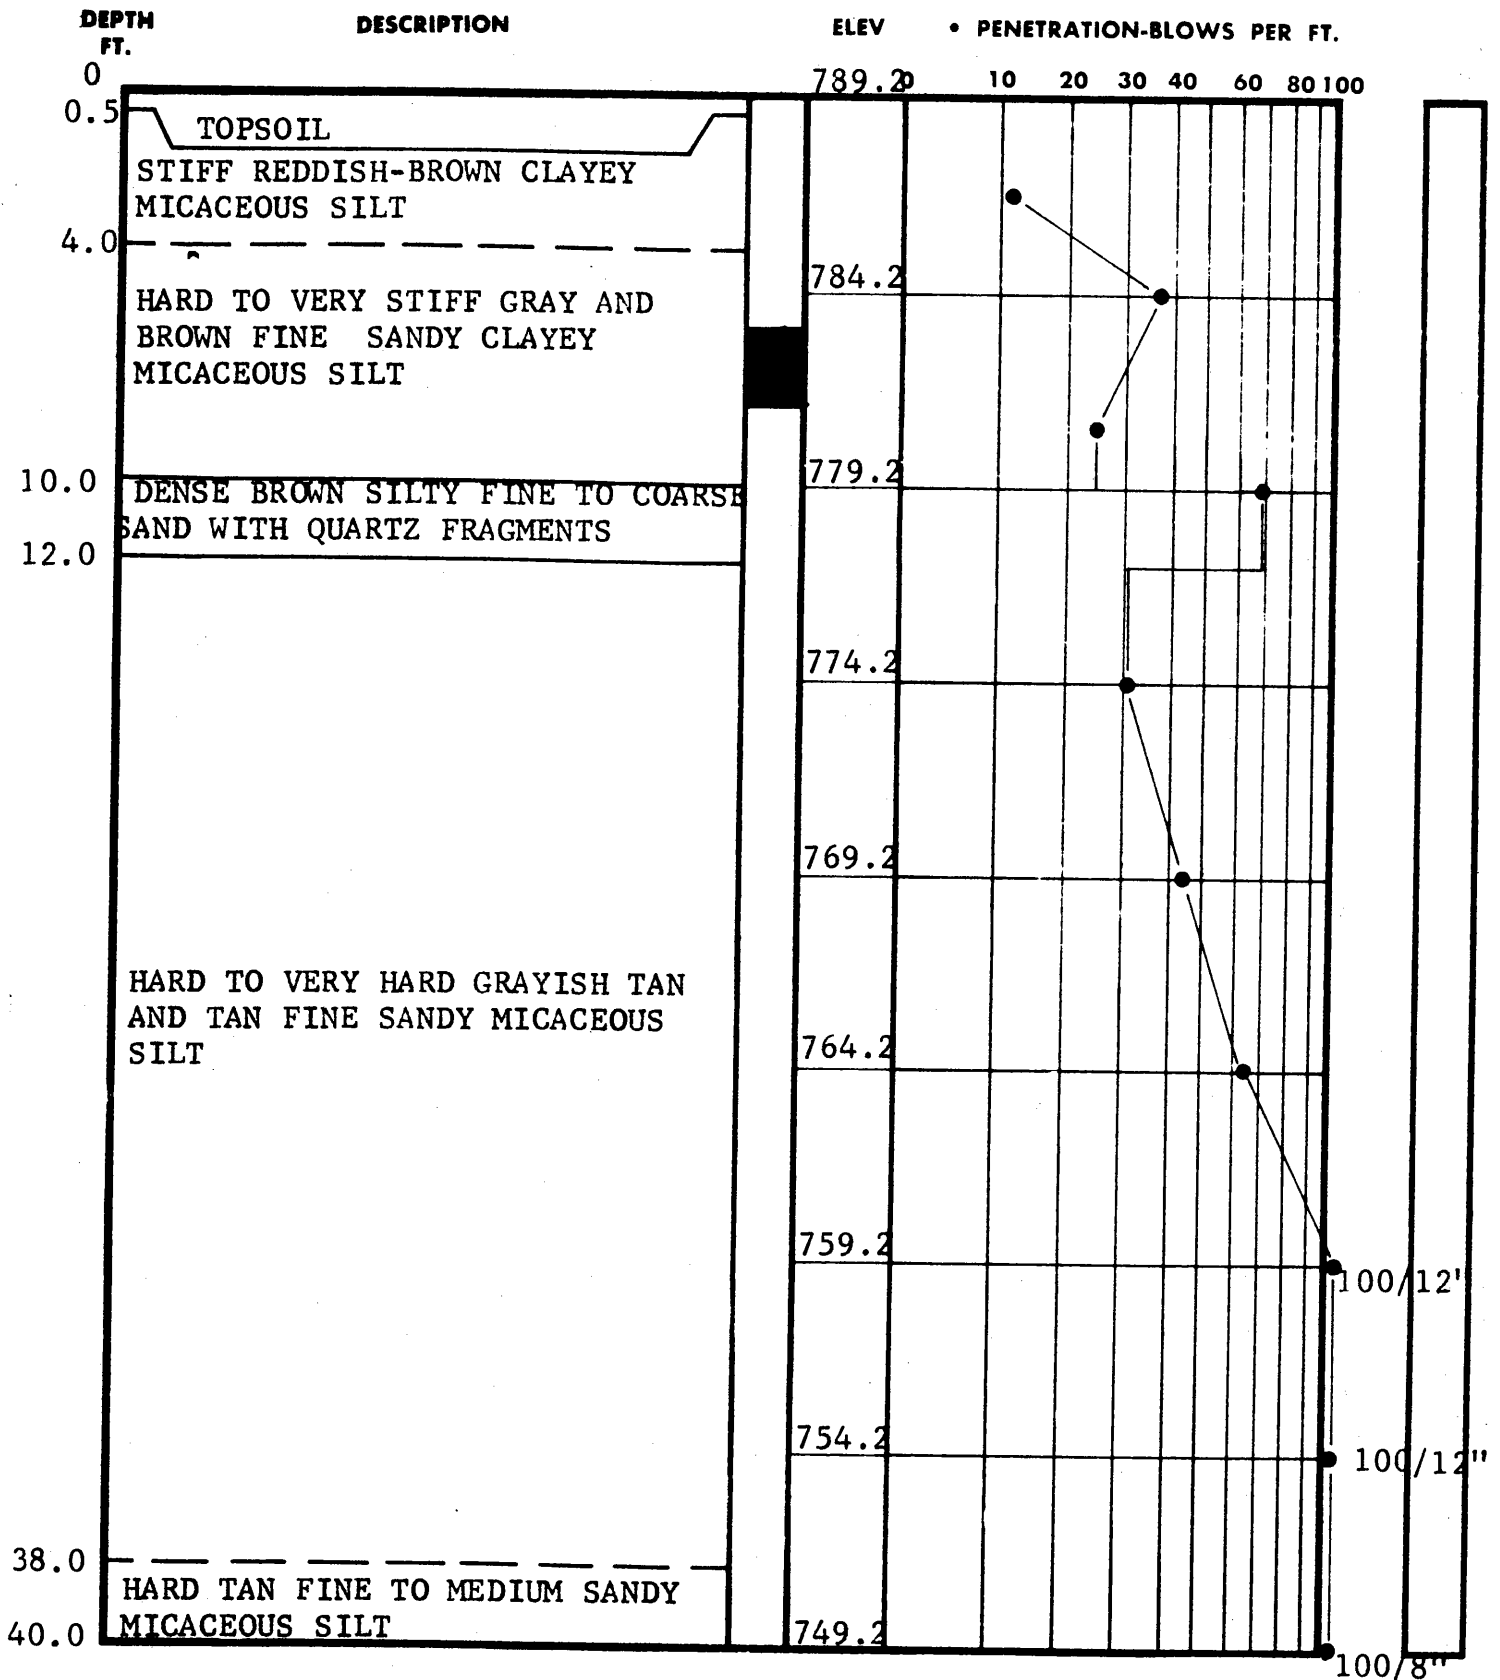 DEPTH FT. DESCRIPTION ELEV • PENETRATION-BLOWS PER FT.
0 789.2 0 10 20 30 40 60 80 100
0.5
TOPSOIL
STIFF REDDISH-BROWN CLAYEY
MICACEOUS SILT
4.0
784.2
HARD TO VERY STIFF GRAY AND
BROWN FINE SANDY CLAYEY
MICACEOUS SILT
10.0 779.2
DENSE BROWN SILTY FINE TO COARSE
SAND WITH QUARTZ FRAGMENTS
12.0
774.2
769.2
HARD TO VERY HARD GRAYISH TAN
AND TAN FINE SANDY MICACEOUS
SILT
764.2
759.2
100/12'
754.2
100/12"
38.0
HARD TAN FINE TO MEDIUM SANDY
MICACEOUS SILT
40.0 749.2
100/8"